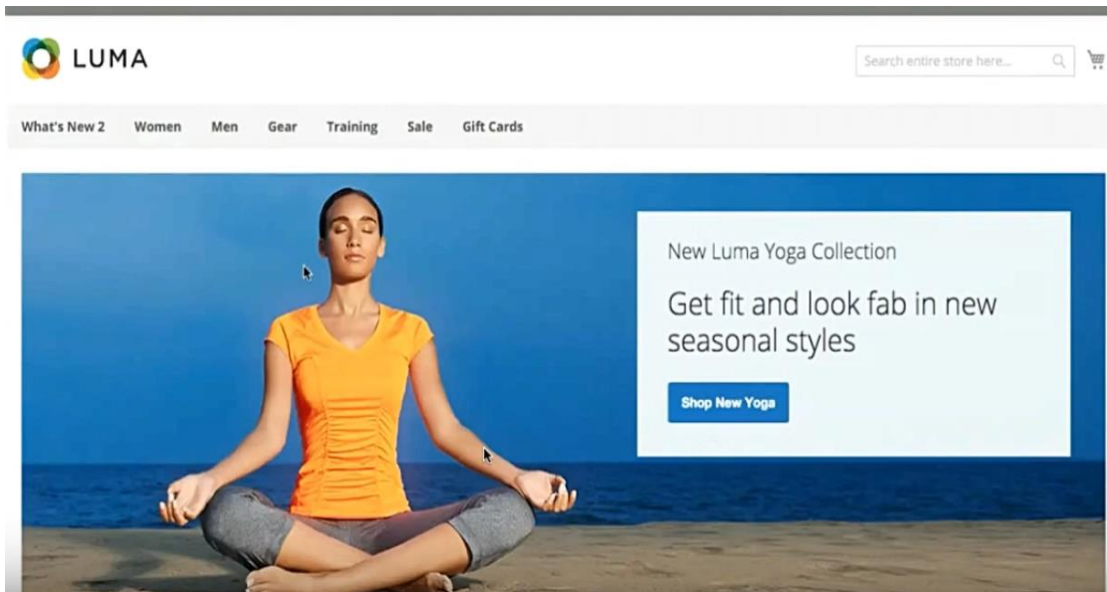 LUMA
Search entire store here...
What's New 2 Women Men Gear Training Sale Gift Cards
New Luma Yoga Collection
Get fit and look fab in new
seasonal styles
Shop New Yoga